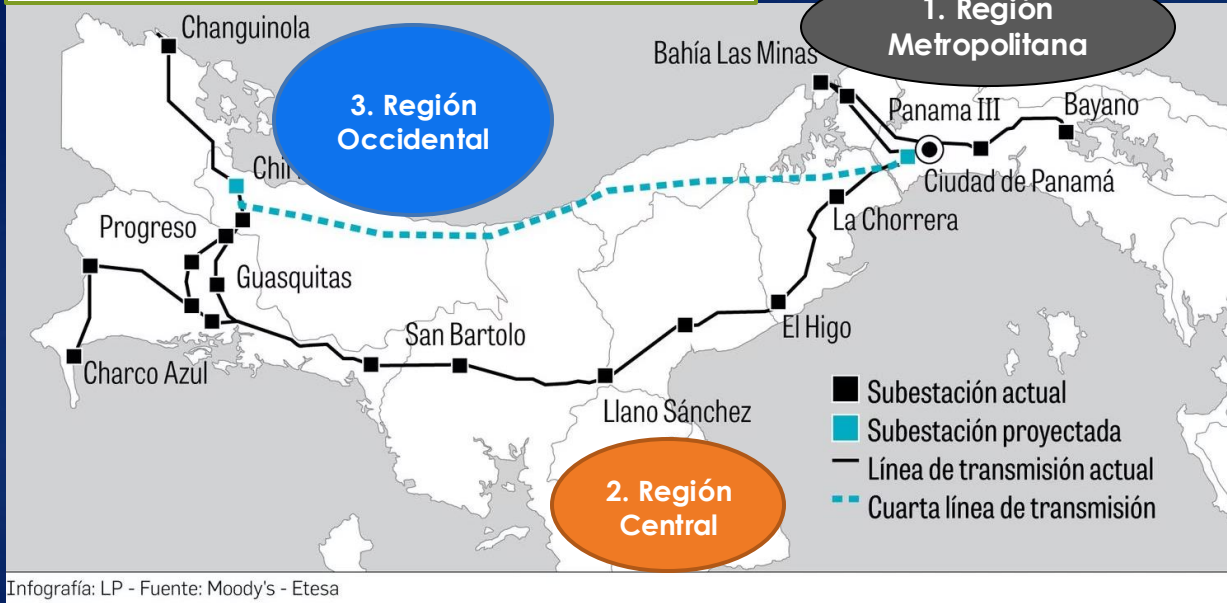 1. Región
Metropolitana
Changuinola
Bahía Las Minas
3. Región
Occidental
Panama III
Bayano
Ciudad de Panamá
La Chorrera
Progreso
Guasquitas
San Bartolo
El Higo
Charco Azul
Llano Sánchez
2. Región
Central
Subestación actual
Subestación proyectada
Línea de transmisión actual
Cuarta línea de transmisión
Infografía: LP - Fuente: Moody's - Etesa